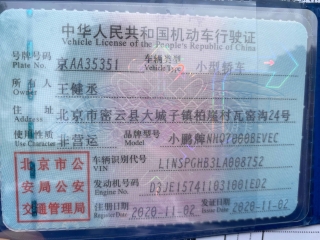 中华人民共和国机动车行驶证
Vehicle License of the People's Republic of China
号牌号码 京AA35351 车辆类型 小型轿车
Plate No. Vehicle Type
所有人 王健丞
Owner
住址 北京市密云县大城子镇柏崖村瓦窑沟24号
使用性质 非营运 品牌型号 小鹏牌NHQ7000BEVEC
Use Character
北京市公 车辆识别代号 L1NSPGHB3LA008752
VIN
安局公安 发动机号码 D3JE157411031001EDZ
Engine No.
交通管理局 注册日期 2020-11-02 发证日期 2020-11-02
Register Date Issue Date